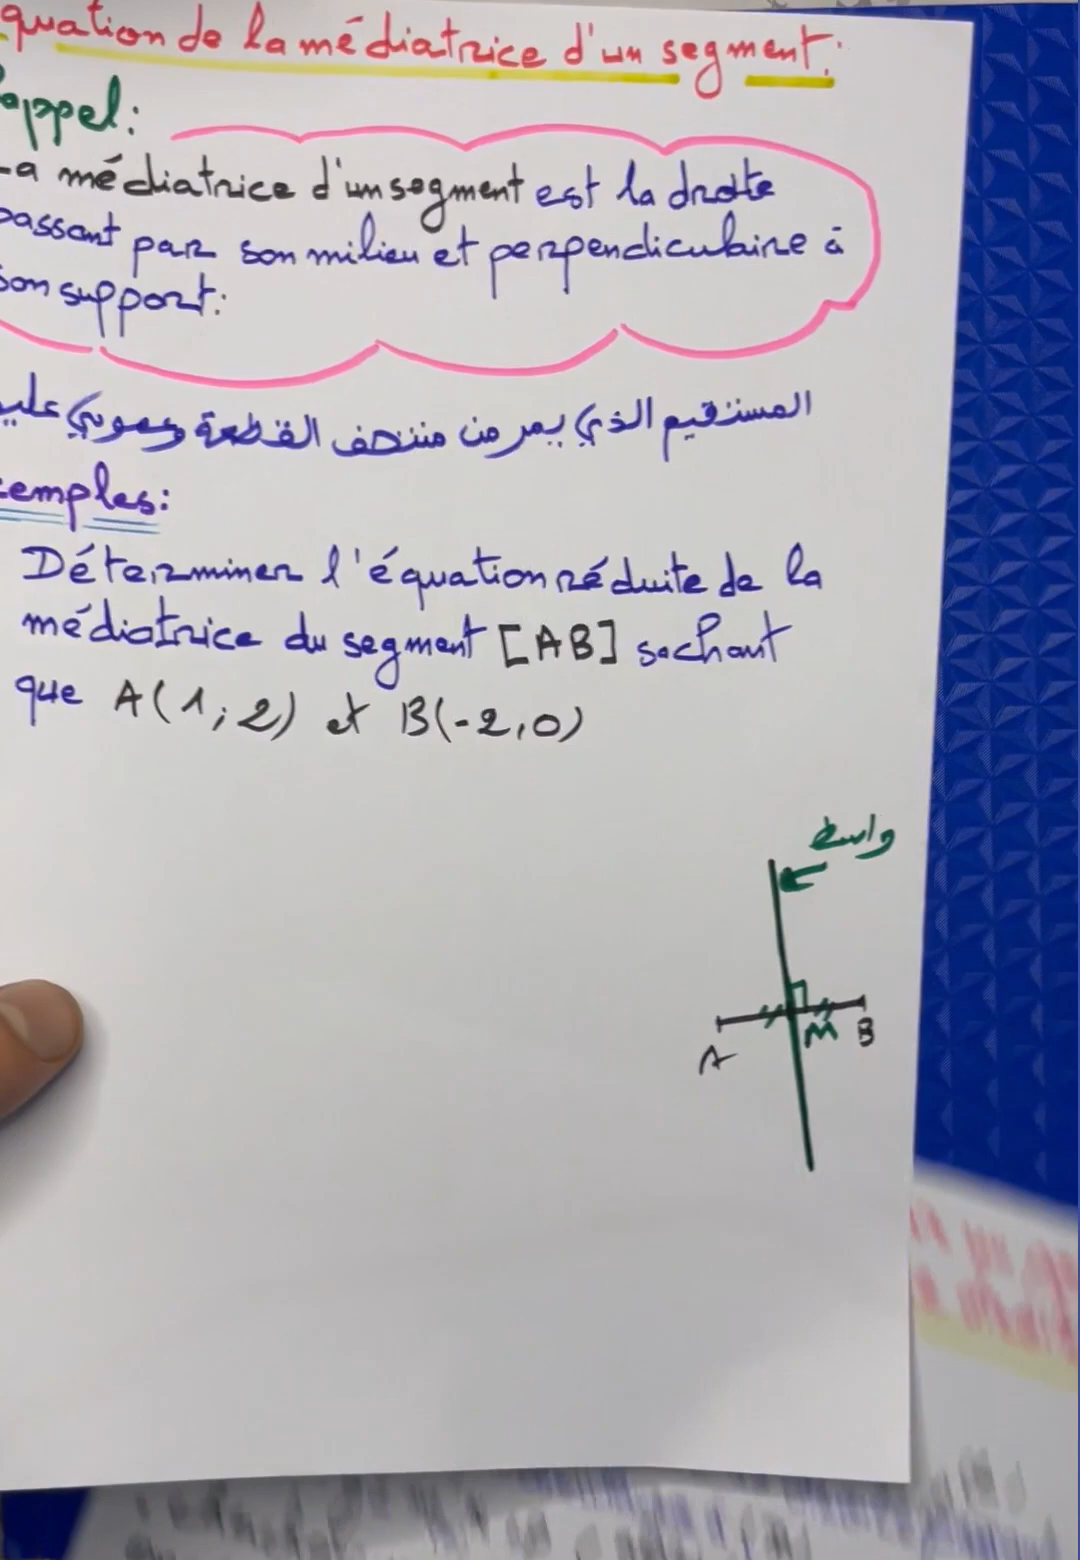 quation de la médiatrice d'un segment:
appel:
La médiatrice d'un segment est la droite
passant par son milieu et perpendiculaire à
son support:
المستقيم الذي يمر من منتصف القطعة وعمودي عليه
emples:
Déterminer l'équation réduite de la
médiatrice du segment [AB] sachant
que A(1;2) et B(-2,0)
واسط
A M B